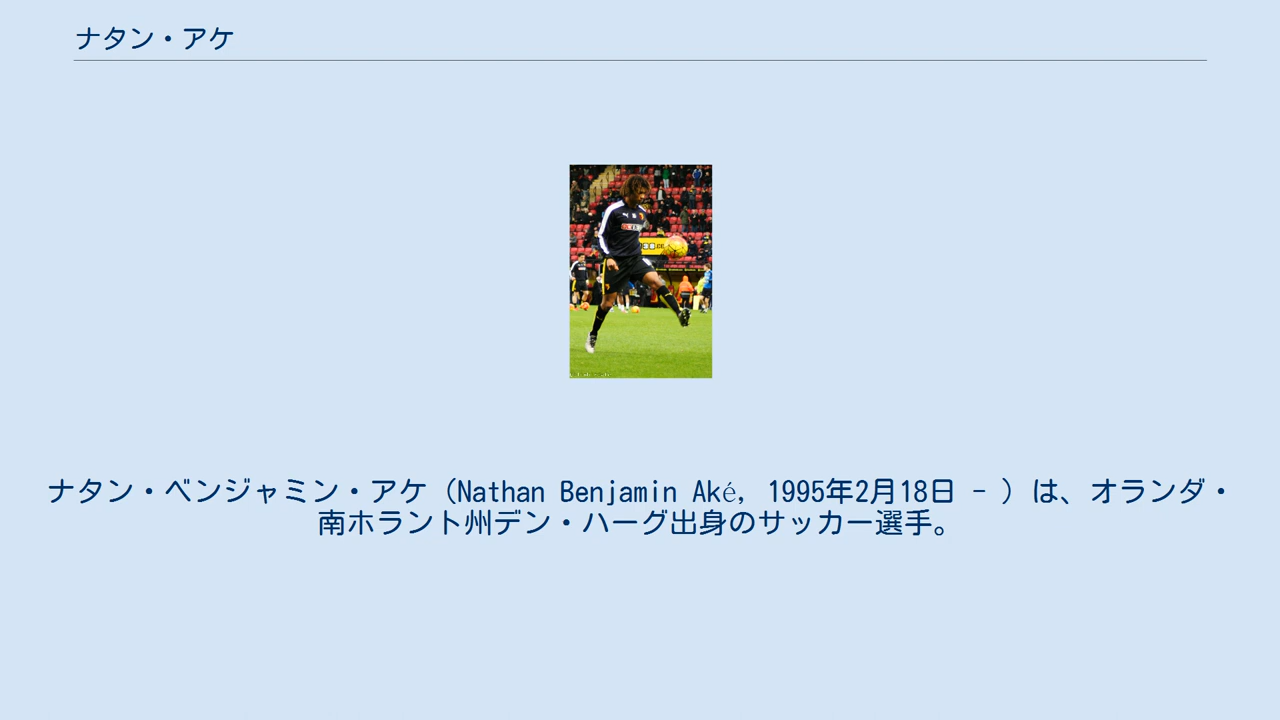 ナタン・アケ
ナタン・ベンジャミン・アケ（Nathan Benjamin Aké, 1995年2月18日 - ）は、オランダ・
南ホラント州デン・ハーグ出身のサッカー選手。